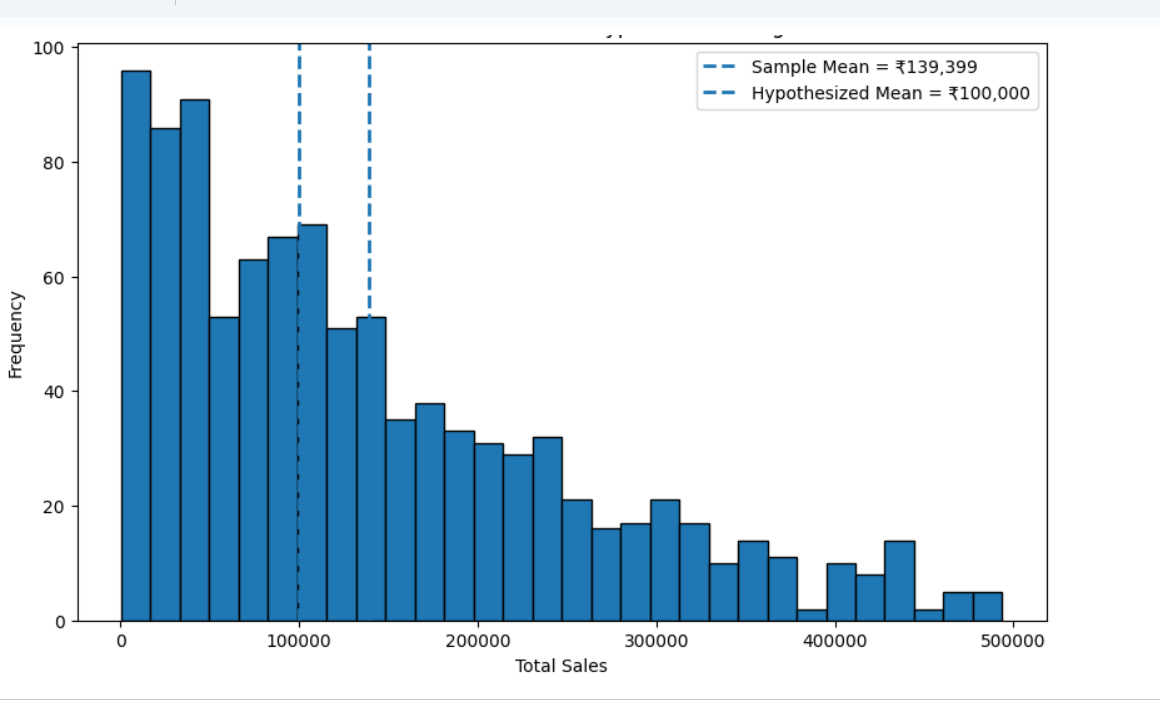 Sample Mean = ₹139,399
Hypothesized Mean = ₹100,000
100
80
60
40
20
0
Frequency
0 100000 200000 300000 400000 500000
Total Sales